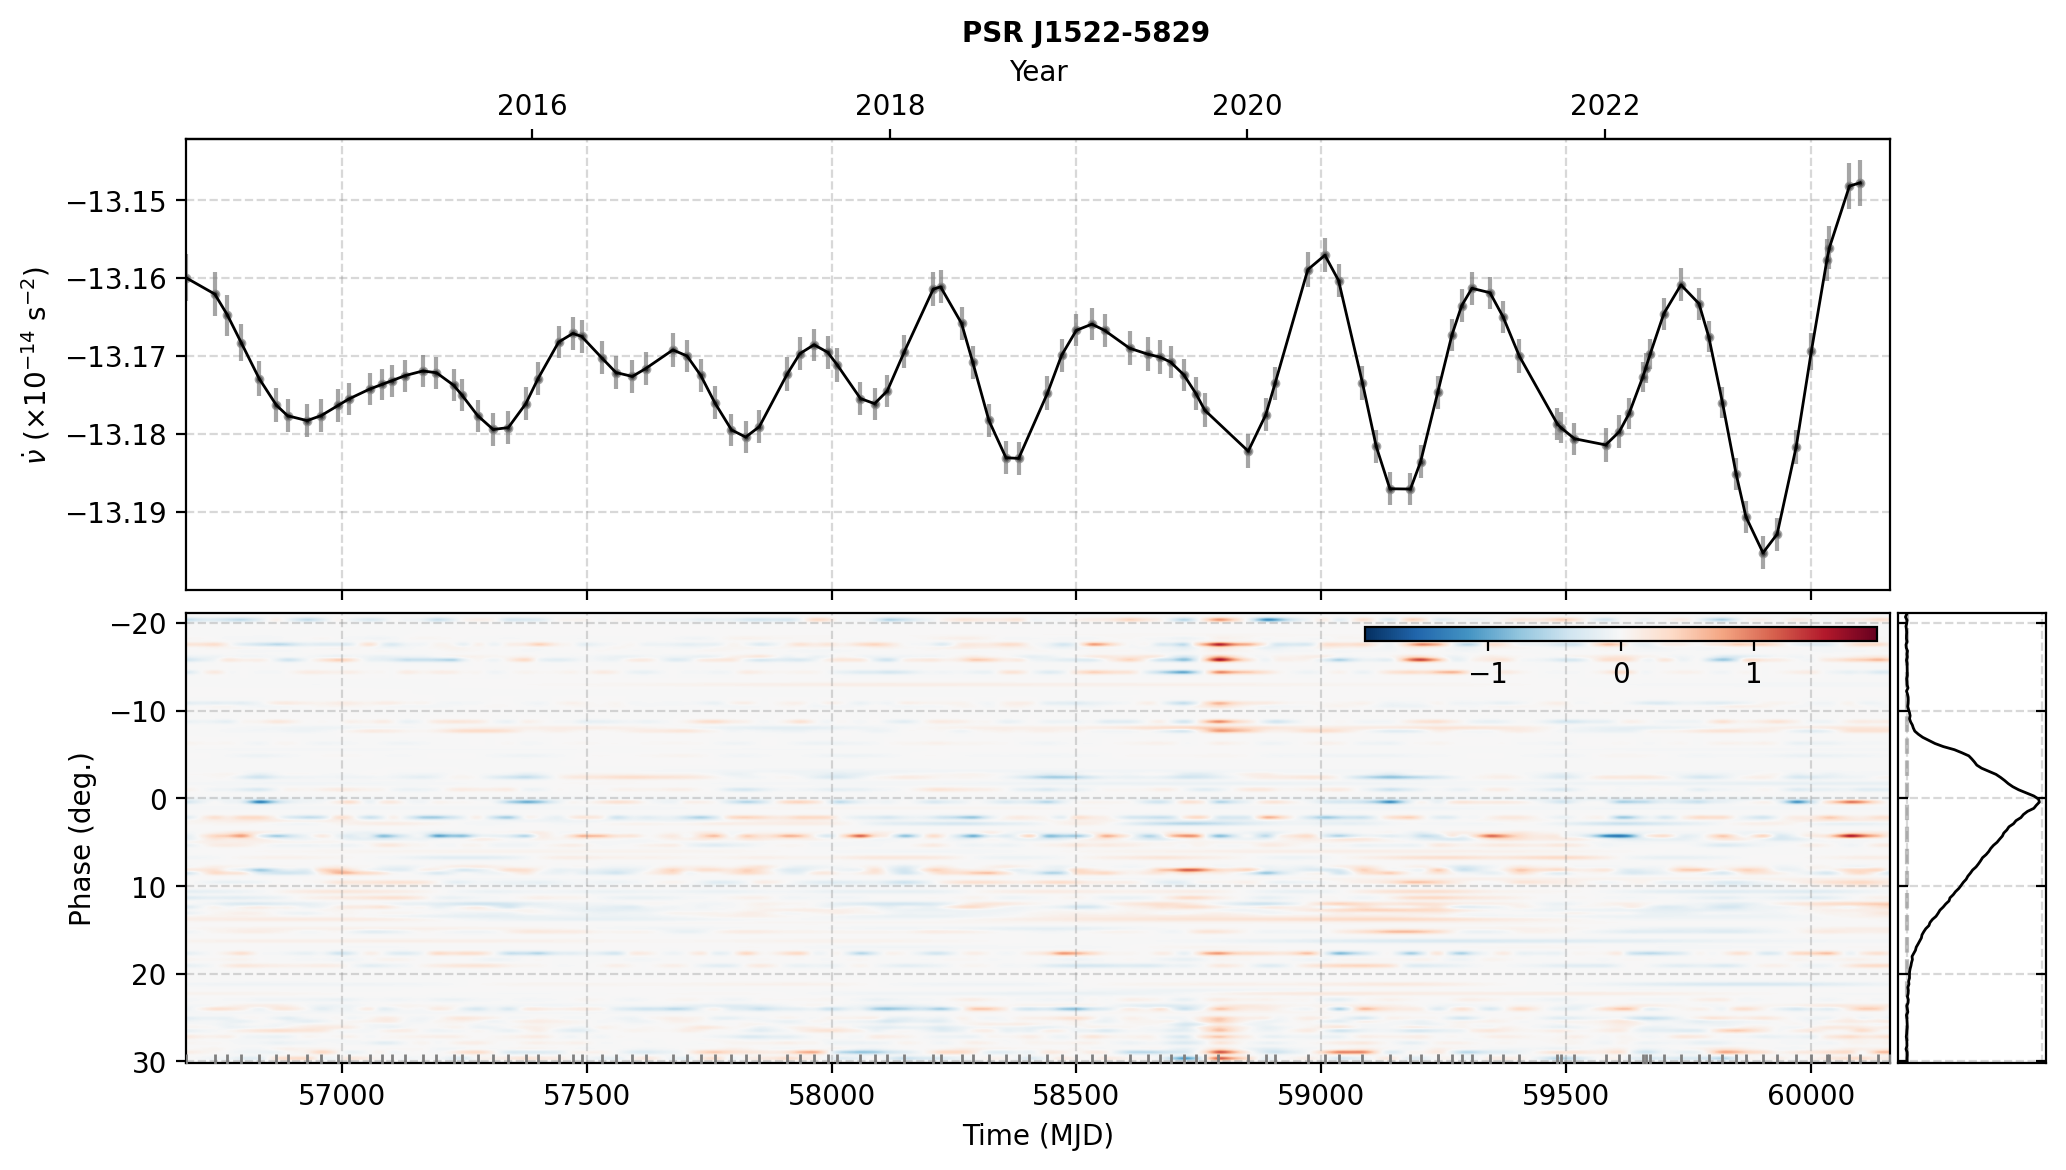 PSR J1522-5829
Year
2016 2018 2020 2022
−13.15
−13.16
−13.17
−13.18
−13.19
ν̇ (×10⁻¹⁴ s⁻²)
−1 0 1
−20
−10
0
10
20
30
Phase (deg.)
57000 57500 58000 58500 59000 59500 60000
Time (MJD)